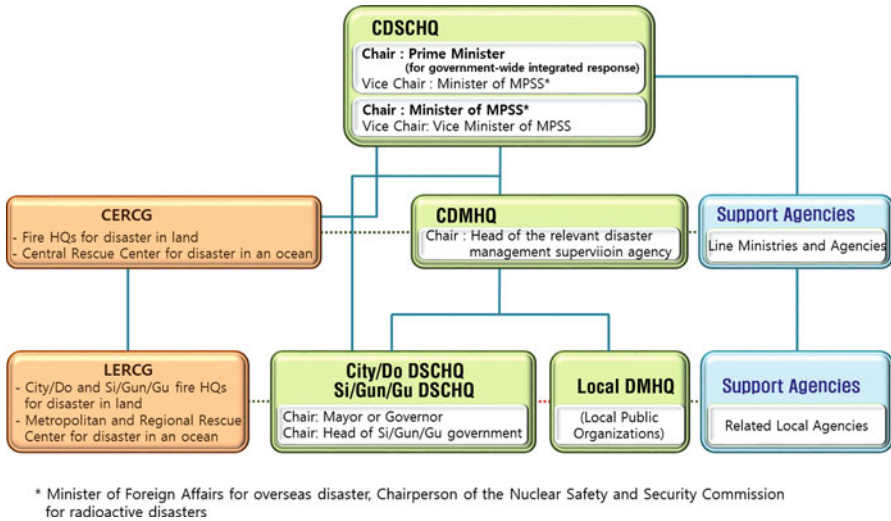 CDSCHQ
Chair : Prime Minister
(for government-wide integrated response)
Vice Chair : Minister of MPSS*
Chair : Minister of MPSS*
Vice Chair: Vice Minister of MPSS
CERCG
- Fire HQs for disaster in land
- Central Rescue Center for disaster in an ocean
CDMHQ
Chair : Head of the relevant disaster
management superviioin agency
Support Agencies
Line Ministries and Agencies
LERCG
- City/Do and Si/Gun/Gu fire HQs
for disaster in land
- Metropolitan and Regional Rescue
Center for disaster in an ocean
City/Do DSCHQ
Si/Gun/Gu DSCHQ
Chair: Mayor or Governor
Chair: Head of Si/Gun/Gu government
Local DMHQ
(Local Public
Organizations)
Support Agencies
Related Local Agencies
* Minister of Foreign Affairs for overseas disaster, Chairperson of the Nuclear Safety and Security Commission
for radioactive disasters